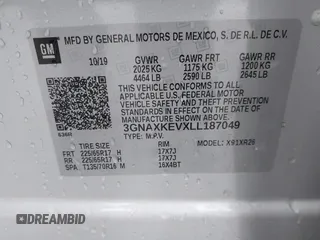 GM
MFD BY GENERAL MOTORS DE MEXICO, S. DE R.L. DE C.V.
10/19 GVWR GAWR FRT GAWR RR
2025 KG 1175 KG 1200 KG
4464 LB 2590 LB 2645 LB
THIS VEHICLE CONFORMS TO ALL APPLICABLE
U.S. FEDERAL MOTOR VEHICLE SAFETY, BUMPER,
AND THEFT PREVENTION STANDARDS
IN EFFECT ON THE DATE OF
MANUFACTURE SHOWN ABOVE.
3GNAXKEVXLL187049
TYPE: M.P.V. MODEL:
TIRE SIZE RIM
FRT 225/65R17 H 17X7J
RR 225/65R17 H 17X7J
SPA T135/70R16 M 16X4BT